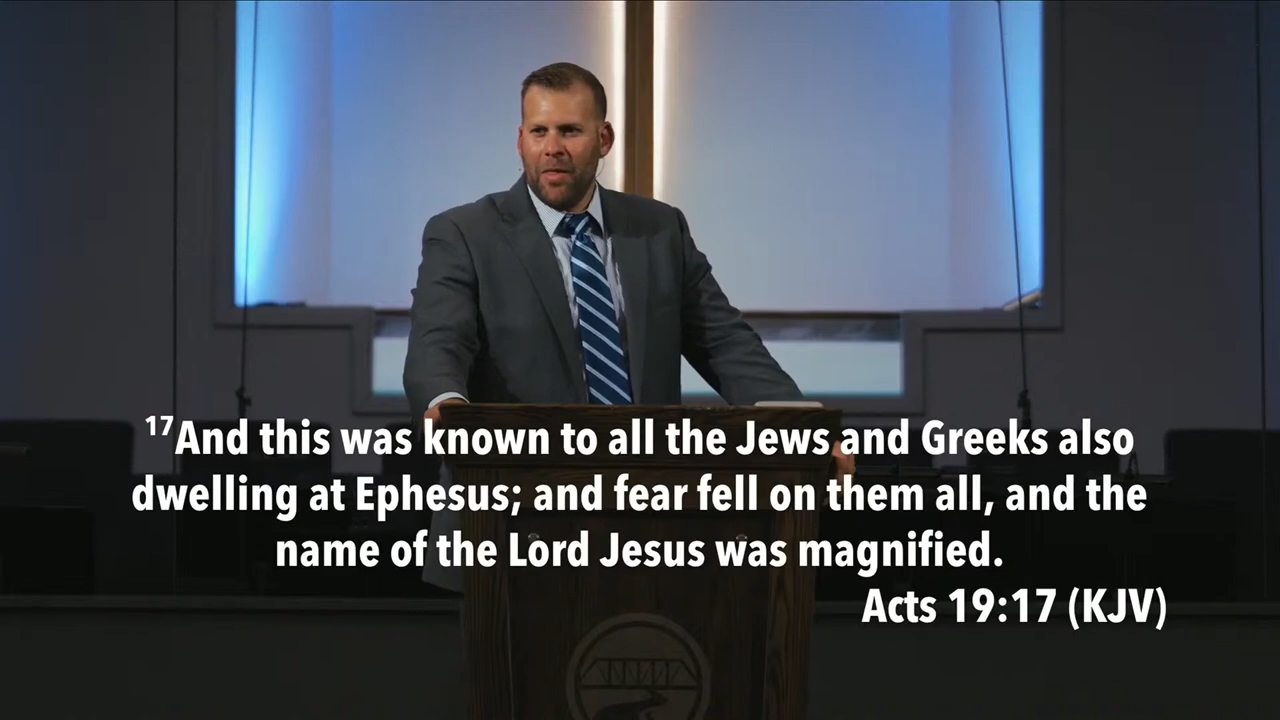 17And this was known to all the Jews and Greeks also
dwelling at Ephesus; and fear fell on them all, and the
name of the Lord Jesus was magnified.
Acts 19:17 (KJV)